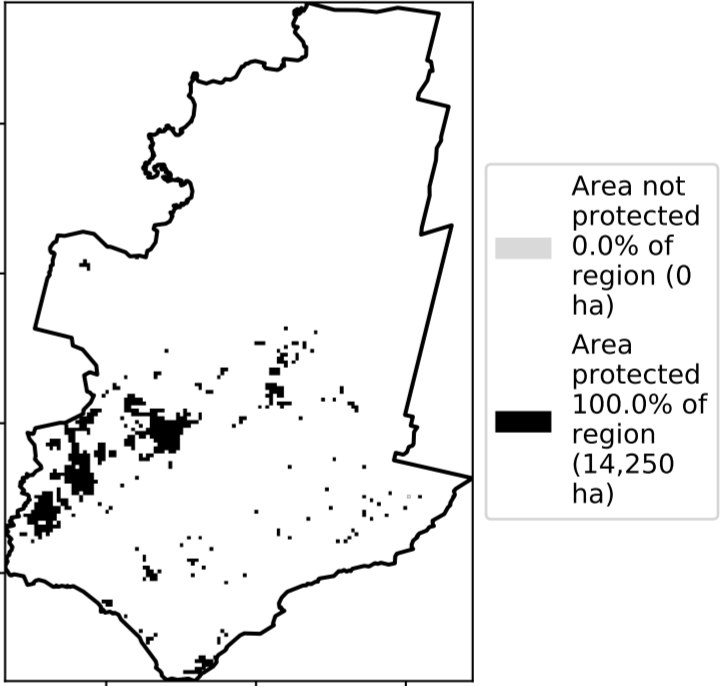 Area not
protected
0.0% of
region (0
ha)
Area
protected
100.0% of
region
(14,250
ha)